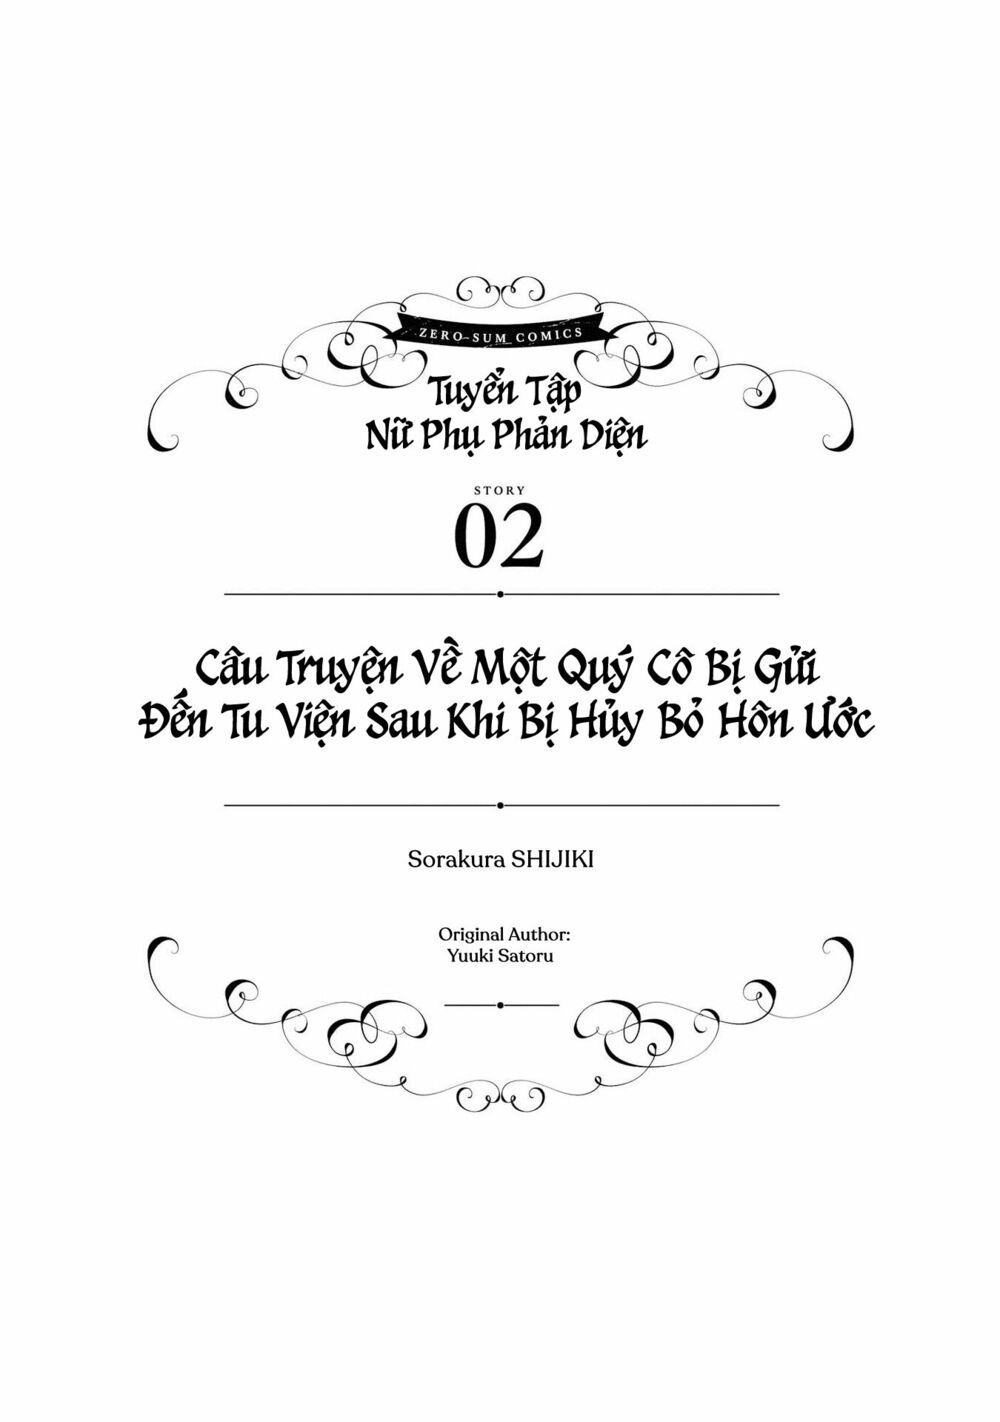 ZERO-SUM COMICS
Tuyển Tập
Nữ Phụ Phản Diện
STORY
02
Câu Truyện Về Một Quý Cô Bị Gửi
Đến Tu Viện Sau Khi Bị Hủy Bỏ Hôn Ước
Sorakura SHIJIKI
Original Author:
Yuuki Satoru